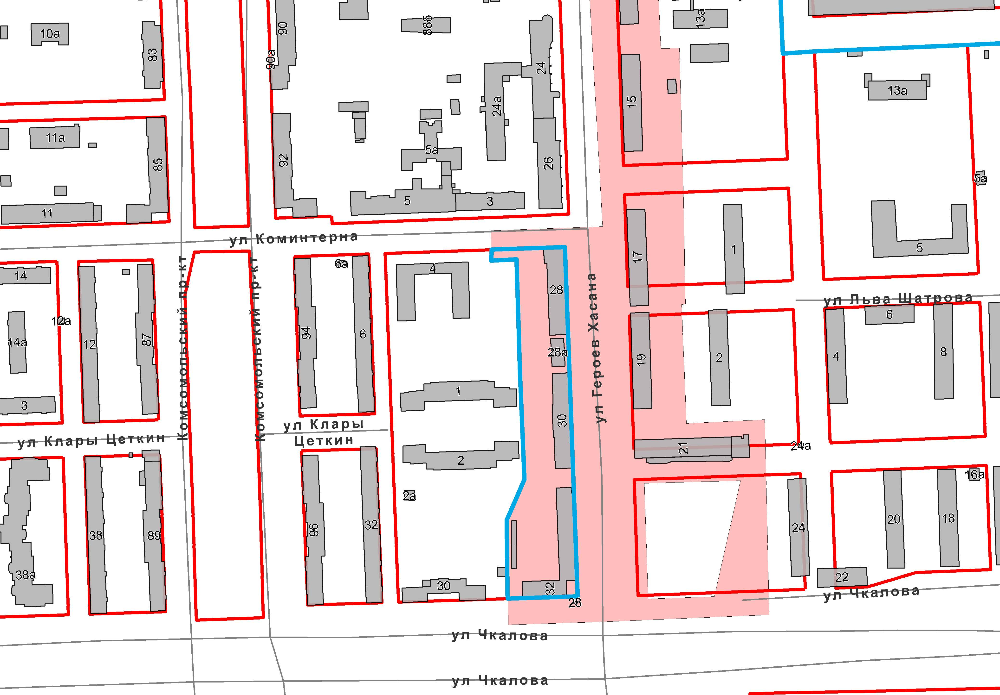 90
88б
13а
10а
83
90а
24
15
24а
13а
11а
85
92
5а
26
5а
11
5
3
ул Коминтерна
17
1
5
14
6а
4
28
ул Льва Шатрова
6
12а
14а
12
87
Комсомольский пр-кт
Комсомольский пр-кт
94
6
28а
ул Героев Хасана
19
2
4
8
3
1
30
ул Клары Цеткин
ул Клары
Цеткин
2
21
24а
2а
16а
38
89
96
32
24
20
18
38а
30
32
22
28
ул Чкалова
ул Чкалова
ул Чкалова